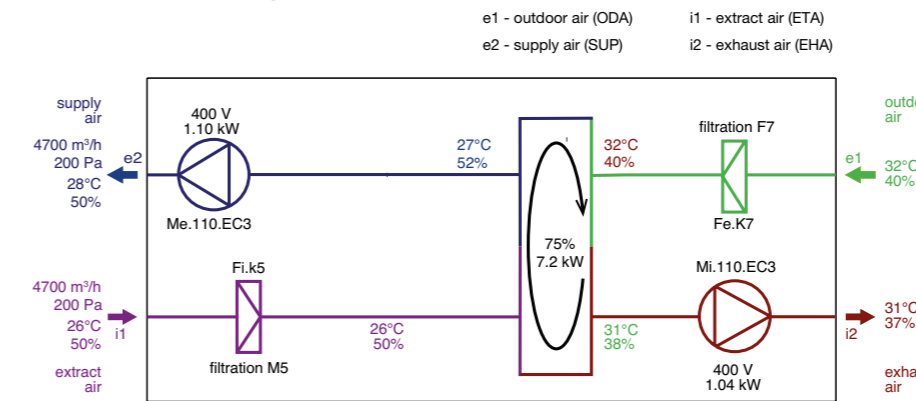 e1 - outdoor air (ODA)
i1 - extract air (ETA)
e2 - supply air (SUP)
i2 - exhaust air (EHA)
supply
air
4700 m³/h
200 Pa
28°C
50%
e2
400 V
1.10 kW
Me.110.EC3
27°C
52%
32°C
40%
filtration F7
Fe.K7
e1
32°C
40%
air
75%
7.2 kW
4700 m³/h
200 Pa
26°C
50%
i1
extract
air
Fi.k5
filtration M5
26°C
50%
31°C
38%
Mi.110.EC3
400 V
1.04 kW
i2
31°C
37%
air